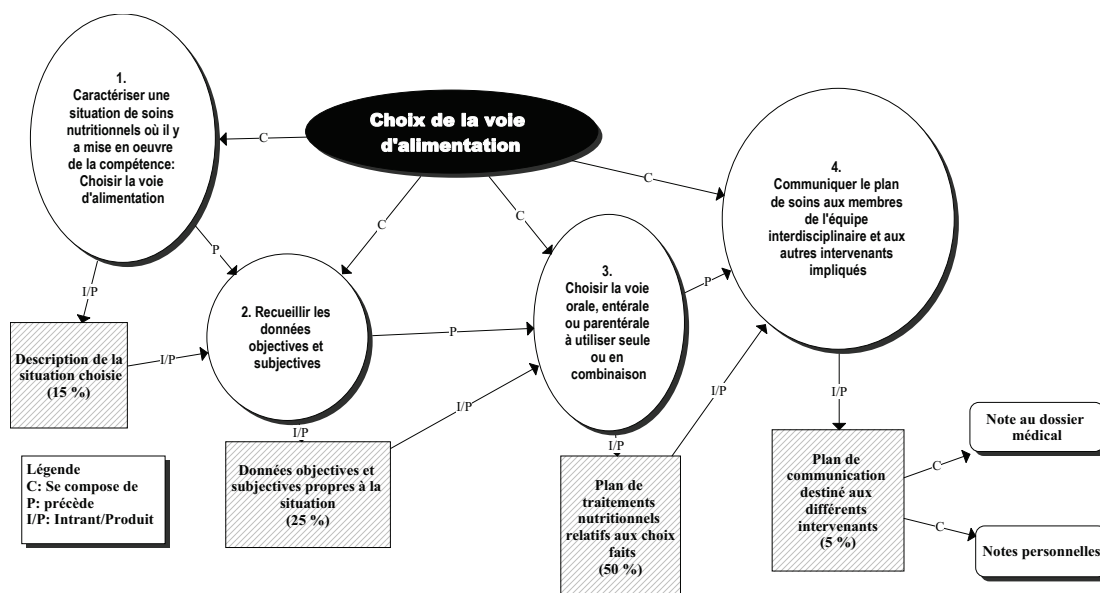 Choix de la voie
d'alimentation
1.
Caractériser une
situation de soins
nutritionnels où il y
a mise en oeuvre
de la compétence:
Choisir la voie
d'alimentation
C
C
C
C
P
I/P
2. Recueillir les
données
objectives et
subjectives
3.
Choisir la voie
orale, entérale
ou parentérale
à utiliser seule
ou en
combinaison
4.
Communiquer le plan
de soins aux membres
de l'équipe
interdisciplinaire et aux
autres intervenants
impliqués
P
P
I/P
I/P
I/P
I/P
I/P
I/P
Description de la
situation choisie
(15 %)
Données objectives et
subjectives propres à la
situation
(25 %)
Plan de
traitements
nutritionnels
relatifs aux choix
faits
(50 %)
Plan de
communication
destiné aux
différents
intervenants
(5 %)
C
C
Note au dossier
médical
Notes personnelles
Légende
C: Se compose de
P: précède
I/P: Intrant/Produit